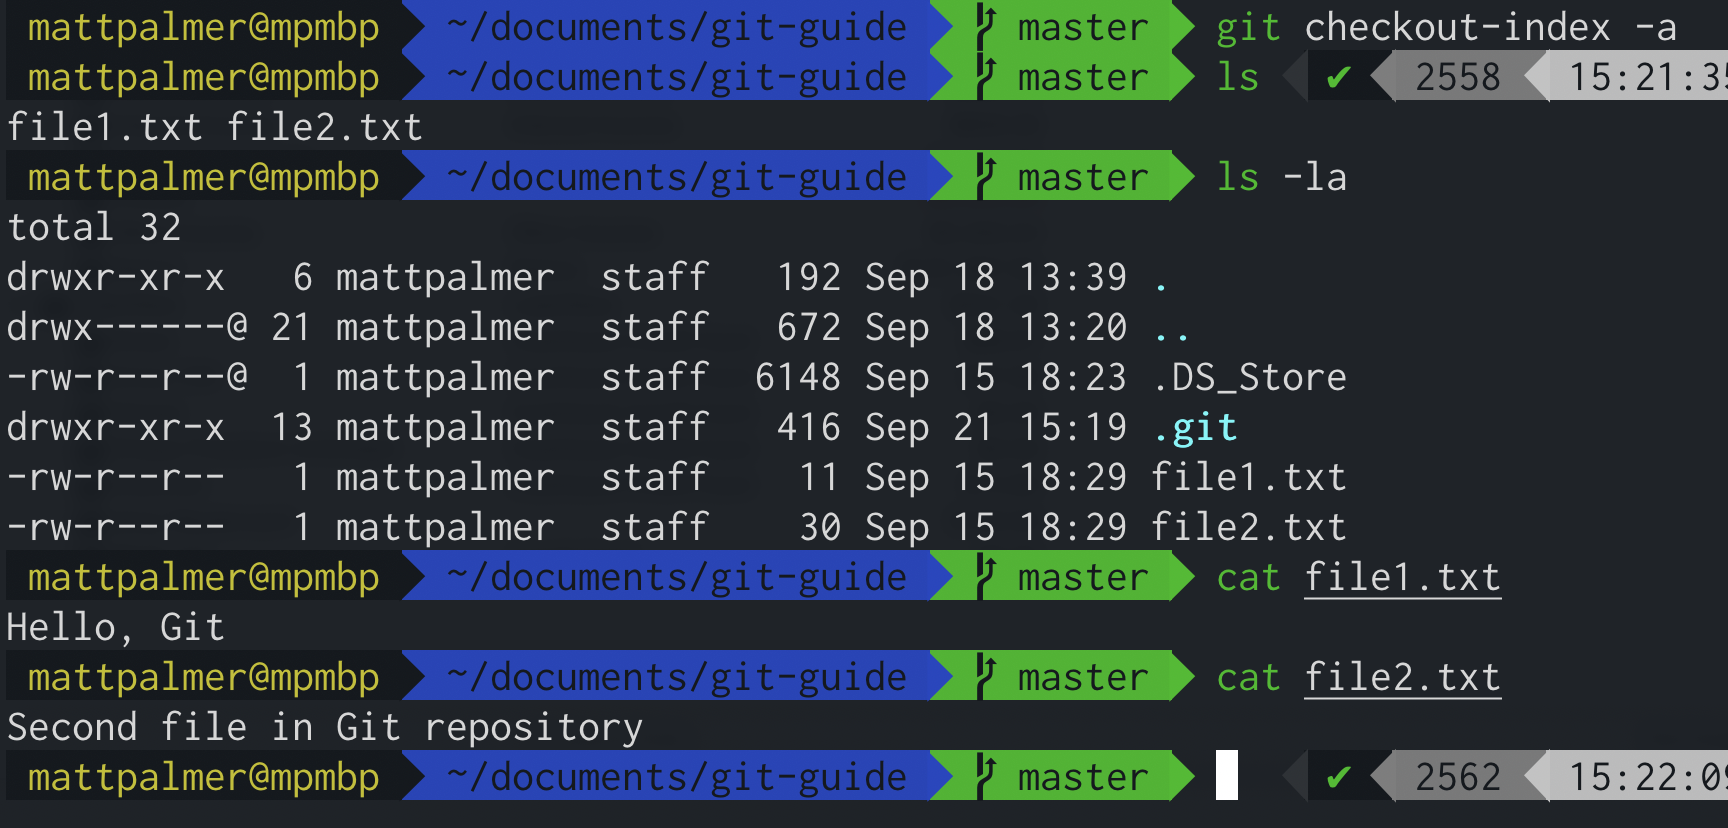 mattpalmer@mpmbp ~/documents/git-guide master git checkout-index -a
mattpalmer@mpmbp ~/documents/git-guide master ls ✔ 2558 15:21:35
file1.txt file2.txt
mattpalmer@mpmbp ~/documents/git-guide master ls -la
total 32
drwxr-xr-x   6 mattpalmer  staff   192 Sep 18 13:39 .
drwx------@ 21 mattpalmer  staff   672 Sep 18 13:20 ..
-rw-r--r--@  1 mattpalmer  staff  6148 Sep 15 18:23 .DS_Store
drwxr-xr-x  13 mattpalmer  staff   416 Sep 21 15:19 .git
-rw-r--r--   1 mattpalmer  staff    11 Sep 15 18:29 file1.txt
-rw-r--r--   1 mattpalmer  staff    30 Sep 15 18:29 file2.txt
mattpalmer@mpmbp ~/documents/git-guide master cat file1.txt
Hello, Git
mattpalmer@mpmbp ~/documents/git-guide master cat file2.txt
Second file in Git repository
mattpalmer@mpmbp ~/documents/git-guide master ✔ 2562 15:22:09